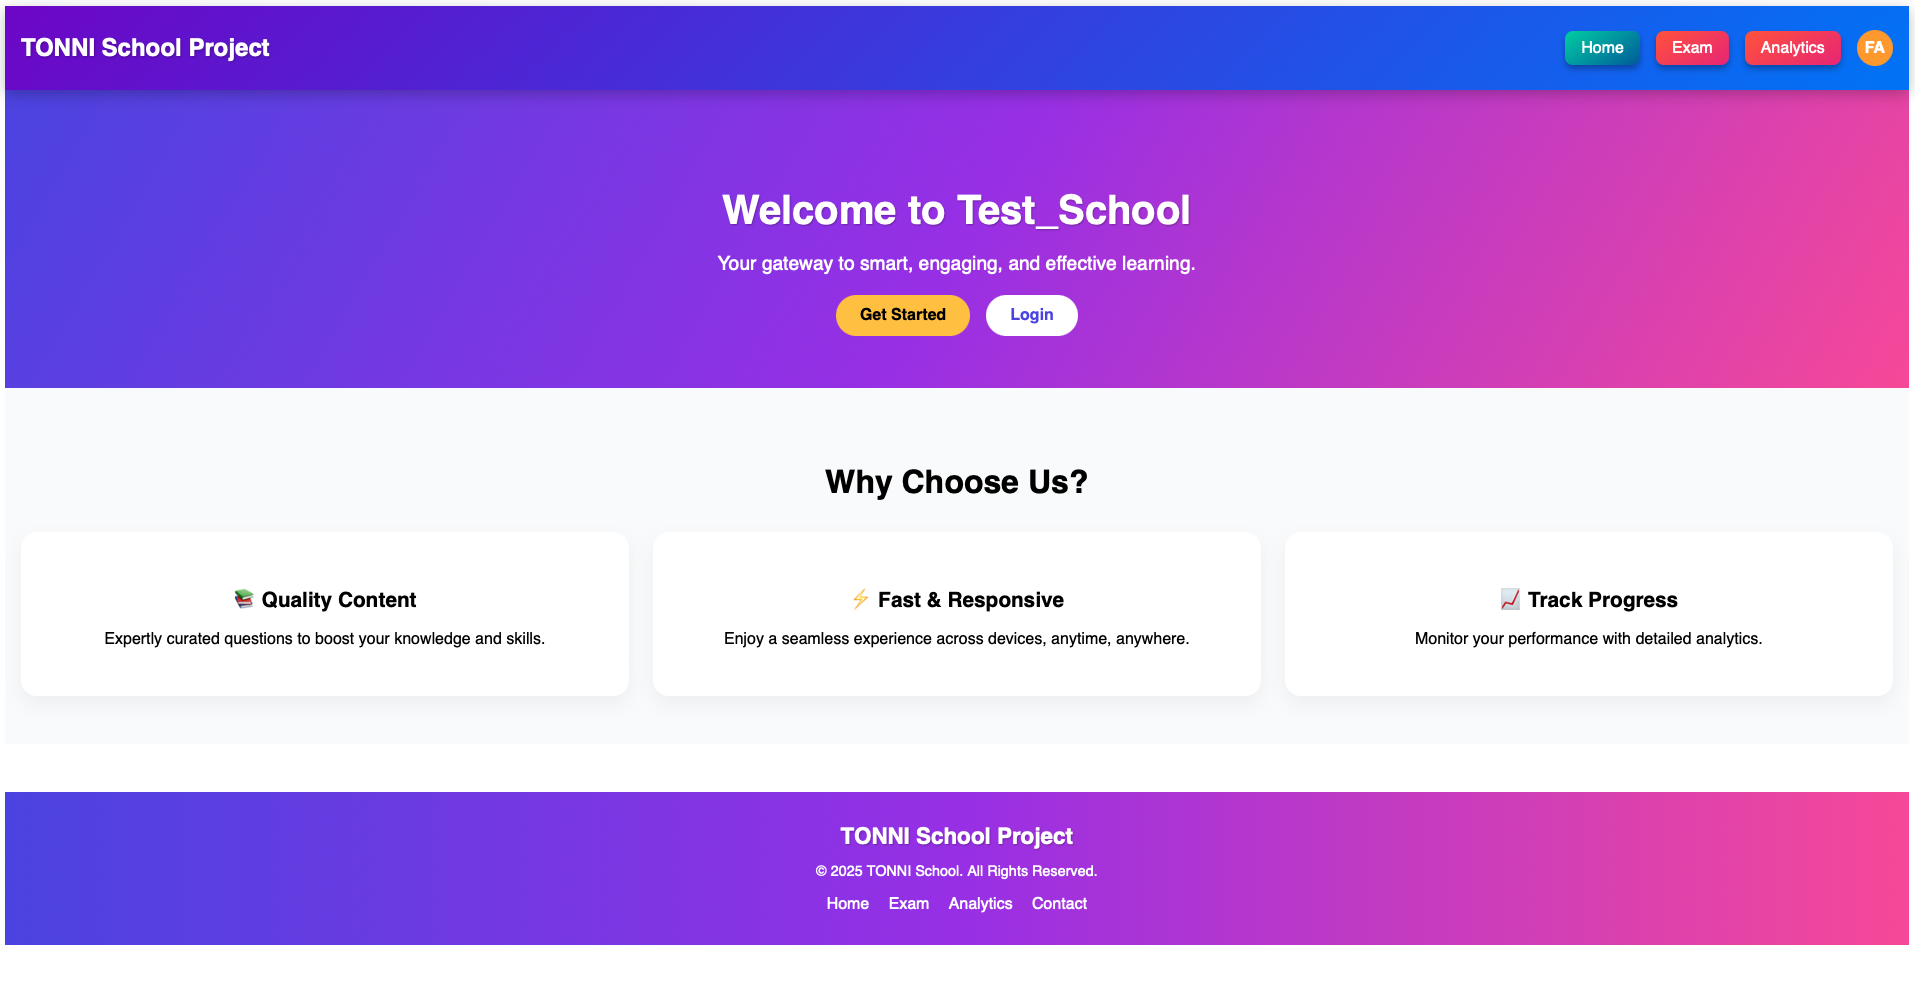 TONNI School Project
Home Exam Analytics FA
Welcome to Test_School
Your gateway to smart, engaging, and effective learning.
Get Started Login
Why Choose Us?
📚 Quality Content
Expertly curated questions to boost your knowledge and skills.
⚡ Fast & Responsive
Enjoy a seamless experience across devices, anytime, anywhere.
📈 Track Progress
Monitor your performance with detailed analytics.
TONNI School Project
© 2025 TONNI School. All Rights Reserved.
Home Exam Analytics Contact